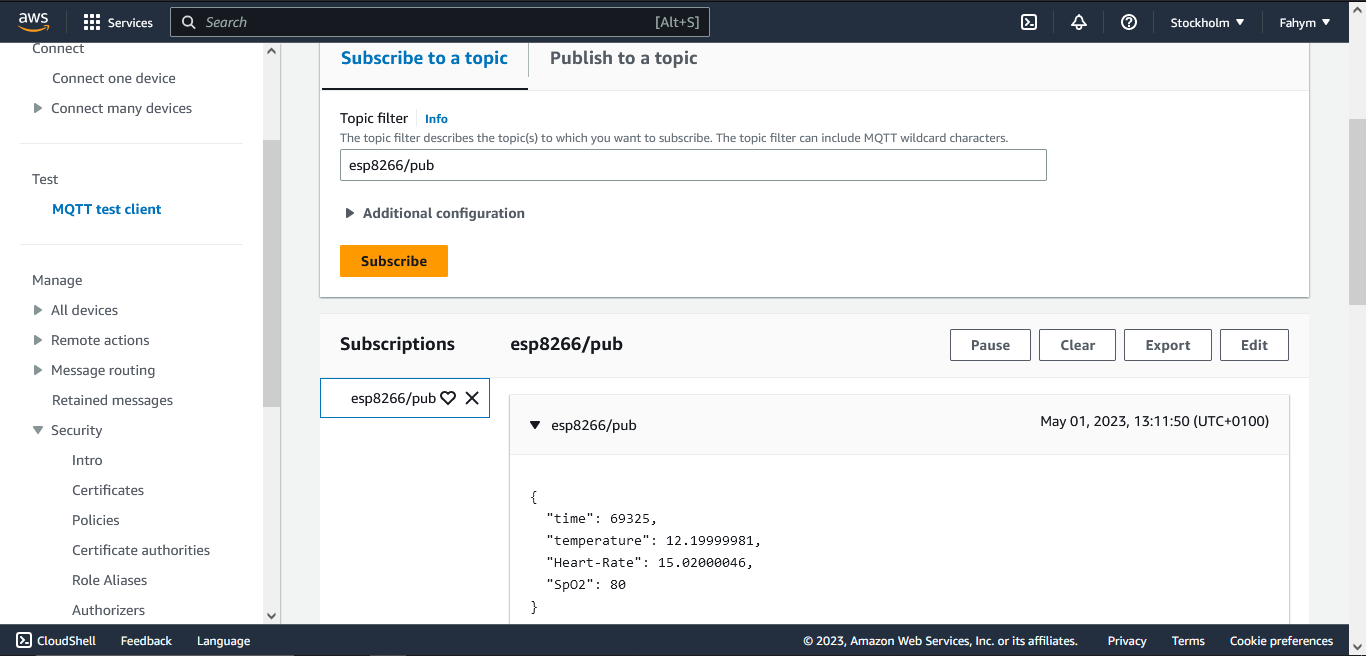 aws
Services
Search [Alt+S]
Stockholm
Fahym
Connect
Connect one device
Connect many devices
Test
MQTT test client
Manage
All devices
Remote actions
Message routing
Retained messages
Security
Intro
Certificates
Policies
Certificate authorities
Role Aliases
Authorizers
Subscribe to a topic
Publish to a topic
Topic filter Info
The topic filter describes the topic(s) to which you want to subscribe. The topic filter can include MQTT wildcard characters.
esp8266/pub
Additional configuration
Subscribe
Subscriptions
esp8266/pub
Pause
Clear
Export
Edit
esp8266/pub
esp8266/pub
May 01, 2023, 13:11:50 (UTC+0100)
{
"time": 69325,
"temperature": 12.19999981,
"Heart-Rate": 15.02000046,
"SpO2": 80
}
CloudShell
Feedback
Language
© 2023, Amazon Web Services, Inc. or its affiliates.
Privacy
Terms
Cookie preferences